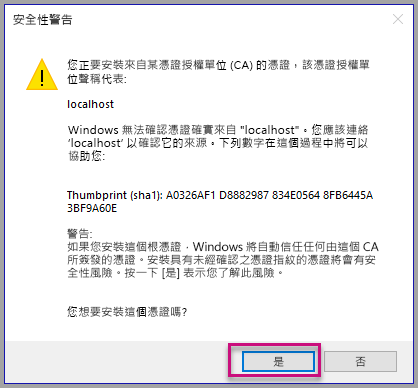 安全性警告
您正要安裝來自某憑證授權單位 (CA) 的憑證，該憑證授權單
位聲稱代表:
localhost
Windows 無法確認憑證確實來自 "localhost"。您應該連絡
‘localhost’ 以確認它的來源。下列數字在這個過程中將可以
協助您:
Thumbprint (sha1): A0326AF1 D8882987 834E0564 8FB6445A
3BF9A60E
警告:
如果您安裝這個根憑證，Windows 將自動信任任何由這個 CA
所簽發的憑證。安裝具有未經確認之憑證指紋的憑證將會有安
全性風險。按一下 [是] 表示您了解此風險。
您想要安裝這個憑證嗎?
是
否